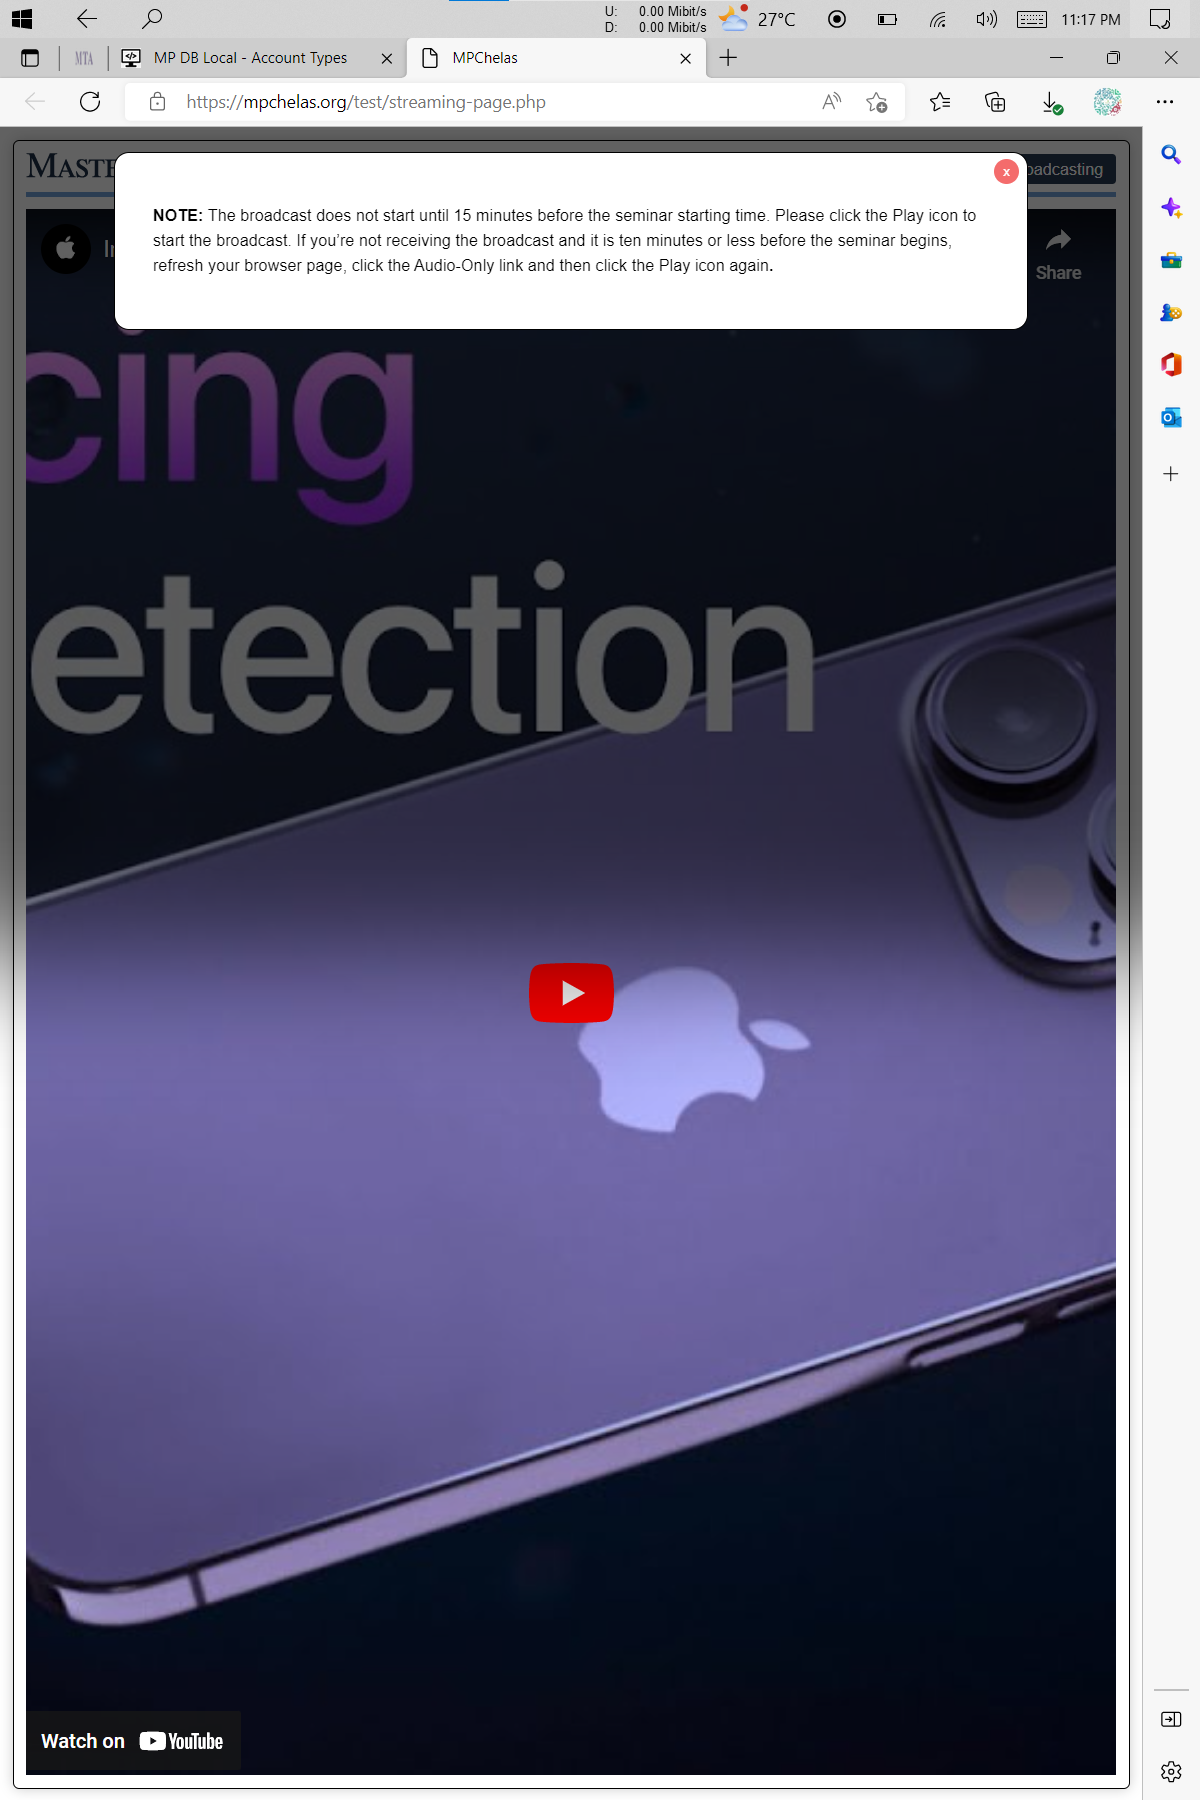 U: 0.00 Mibit/s
D: 0.00 Mibit/s
27°C
11:17 PM
MTA
MP DB Local - Account Types
MPChelas
https://mpchelas.org/test/streaming-page.php
oadcasting
x
NOTE: The broadcast does not start until 15 minutes before the seminar starting time. Please click the Play icon to
start the broadcast. If you’re not receiving the broadcast and it is ten minutes or less before the seminar begins,
refresh your browser page, click the Audio-Only link and then click the Play icon again.
Share
cing
etection
Watch on YouTube